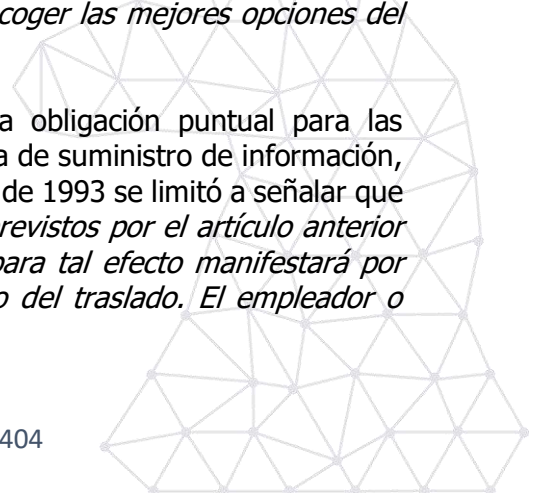 coger las mejores opciones del
a obligación puntual para las
a de suministro de información,
de 1993 se limitó a señalar que
revistos por el artículo anterior
para tal efecto manifestará por
o del traslado. El empleador o
404